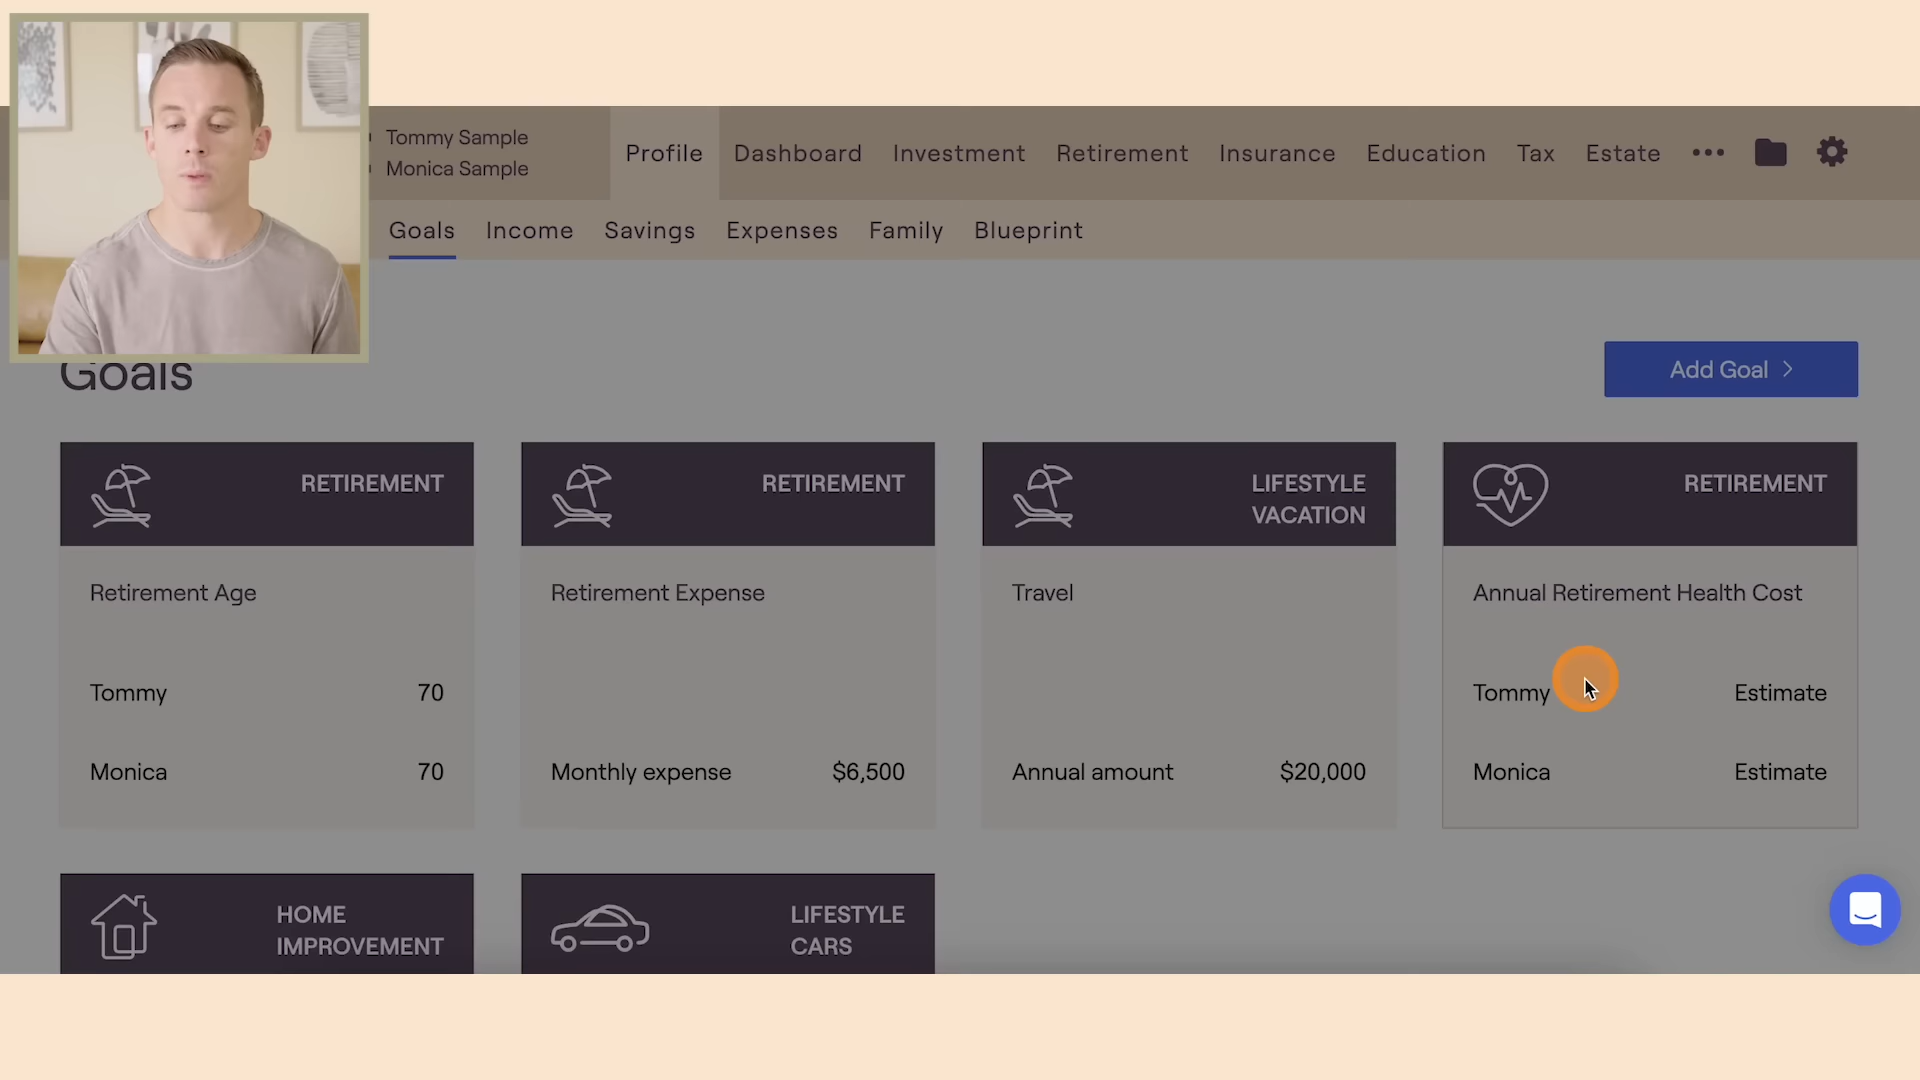 Tommy Sample
Monica Sample
Profile Dashboard Investment Retirement Insurance Education Tax Estate
Goals Income Savings Expenses Family Blueprint
Goals
Add Goal
RETIREMENT
Retirement Age
Tommy 70
Monica 70
RETIREMENT
Retirement Expense
Monthly expense $6,500
LIFESTYLE
VACATION
Travel
Annual amount $20,000
RETIREMENT
Annual Retirement Health Cost
Tommy Estimate
Monica Estimate
HOME
IMPROVEMENT
LIFESTYLE
CARS